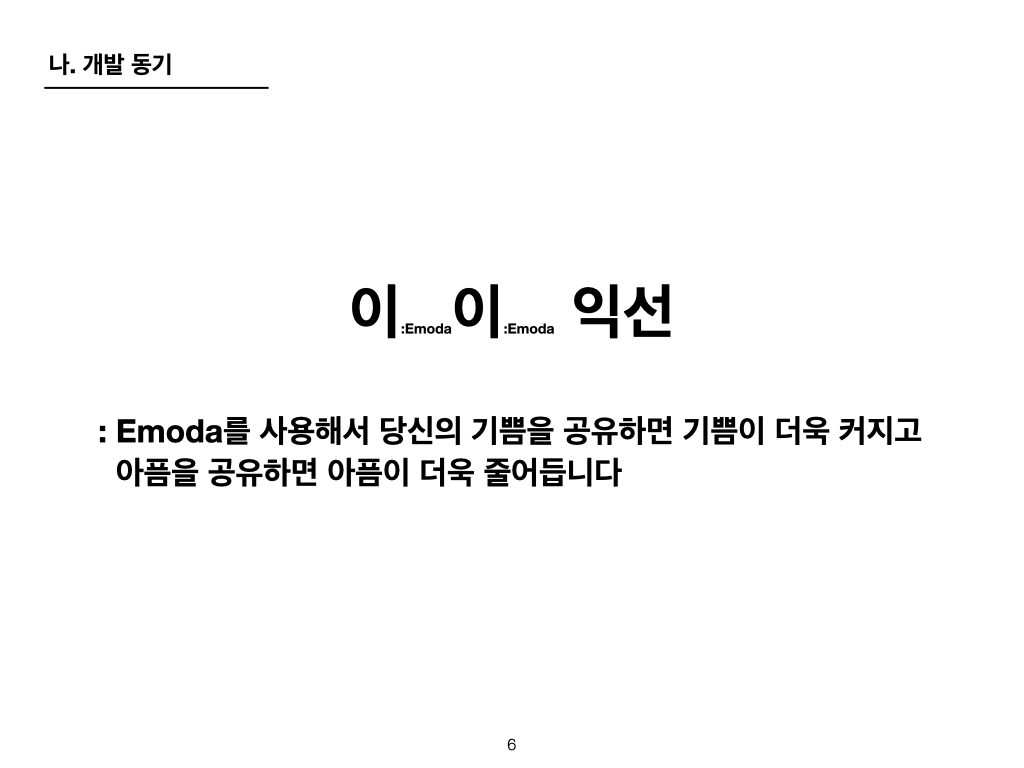 나. 개발 동기
이:Emoda이:Emoda 익선
: Emoda를 사용해서 당신의 기쁨을 공유하면 기쁨이 더욱 커지고
아픔을 공유하면 아픔이 더욱 줄어듭니다
6